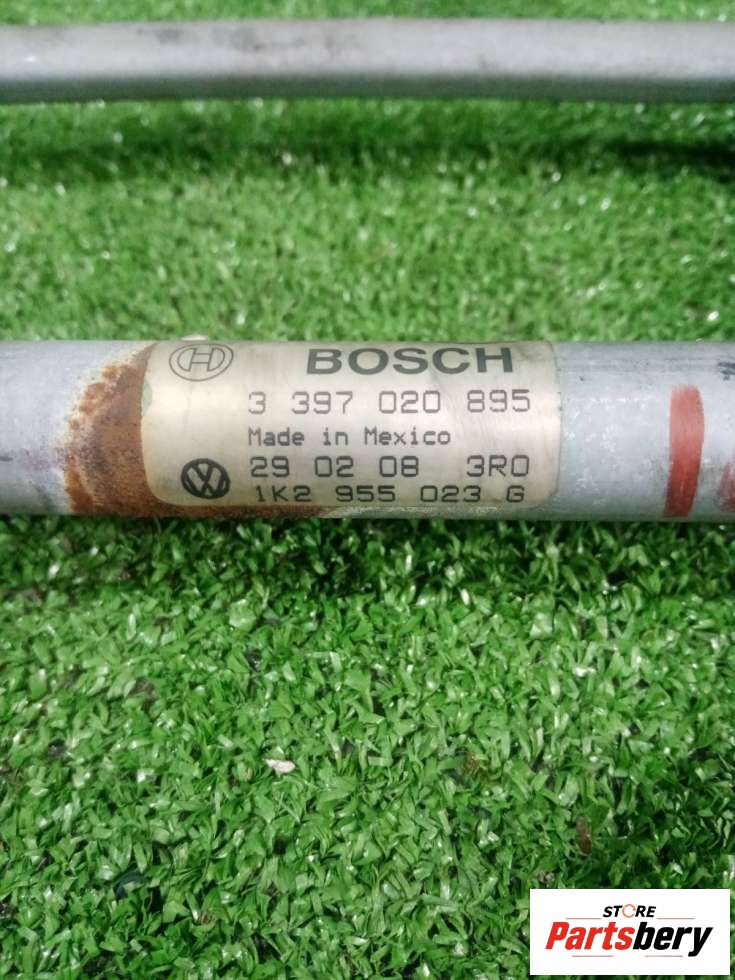 BOSCH
3 397 020 895
Made in Mexico
29 02 08 3R0
1K2 955 023 G
STORE
Partsbery